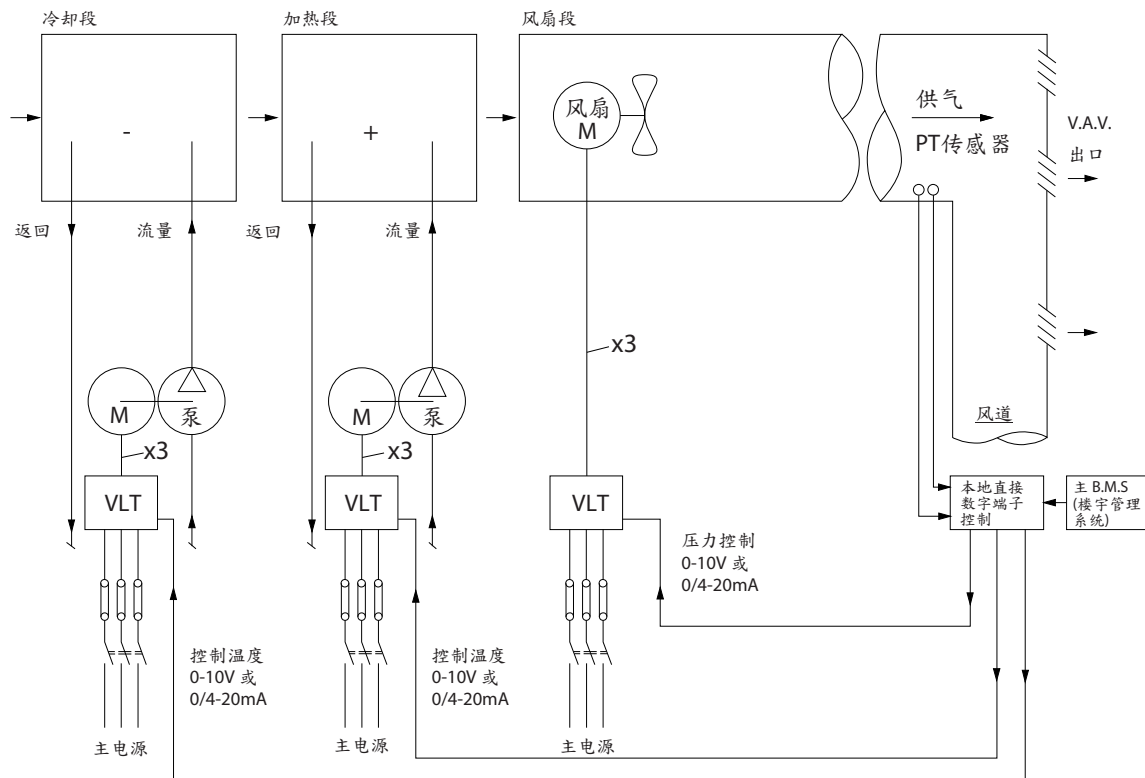 冷却段
加热段
风扇段
-
+
风扇
M
供气
PT传感器
V.A.V.
出口
返回
流量
返回
流量
x3
M
泵
M
泵
风道
x3
x3
VLT
VLT
VLT
本地直接
数字端子
控制
主 B.M.S
(楼宇管理
系统)
压力控制
0-10V 或
0/4-20mA
控制温度
0-10V 或
0/4-20mA
控制温度
0-10V 或
0/4-20mA
主电源
主电源
主电源